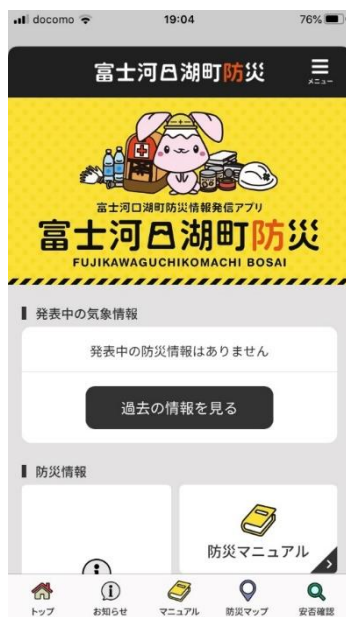 docomo 19:04 76%
富士河口湖町防災
メニュー
富士河口湖町防災情報発信アプリ
富士河口湖町防災
FUJIKAWAGUCHIKOMACHI BOSAI
発表中の気象情報
発表中の防災情報はありません
過去の情報を見る
防災情報
防災マニュアル
トップ お知らせ マニュアル 防災マップ 安否確認